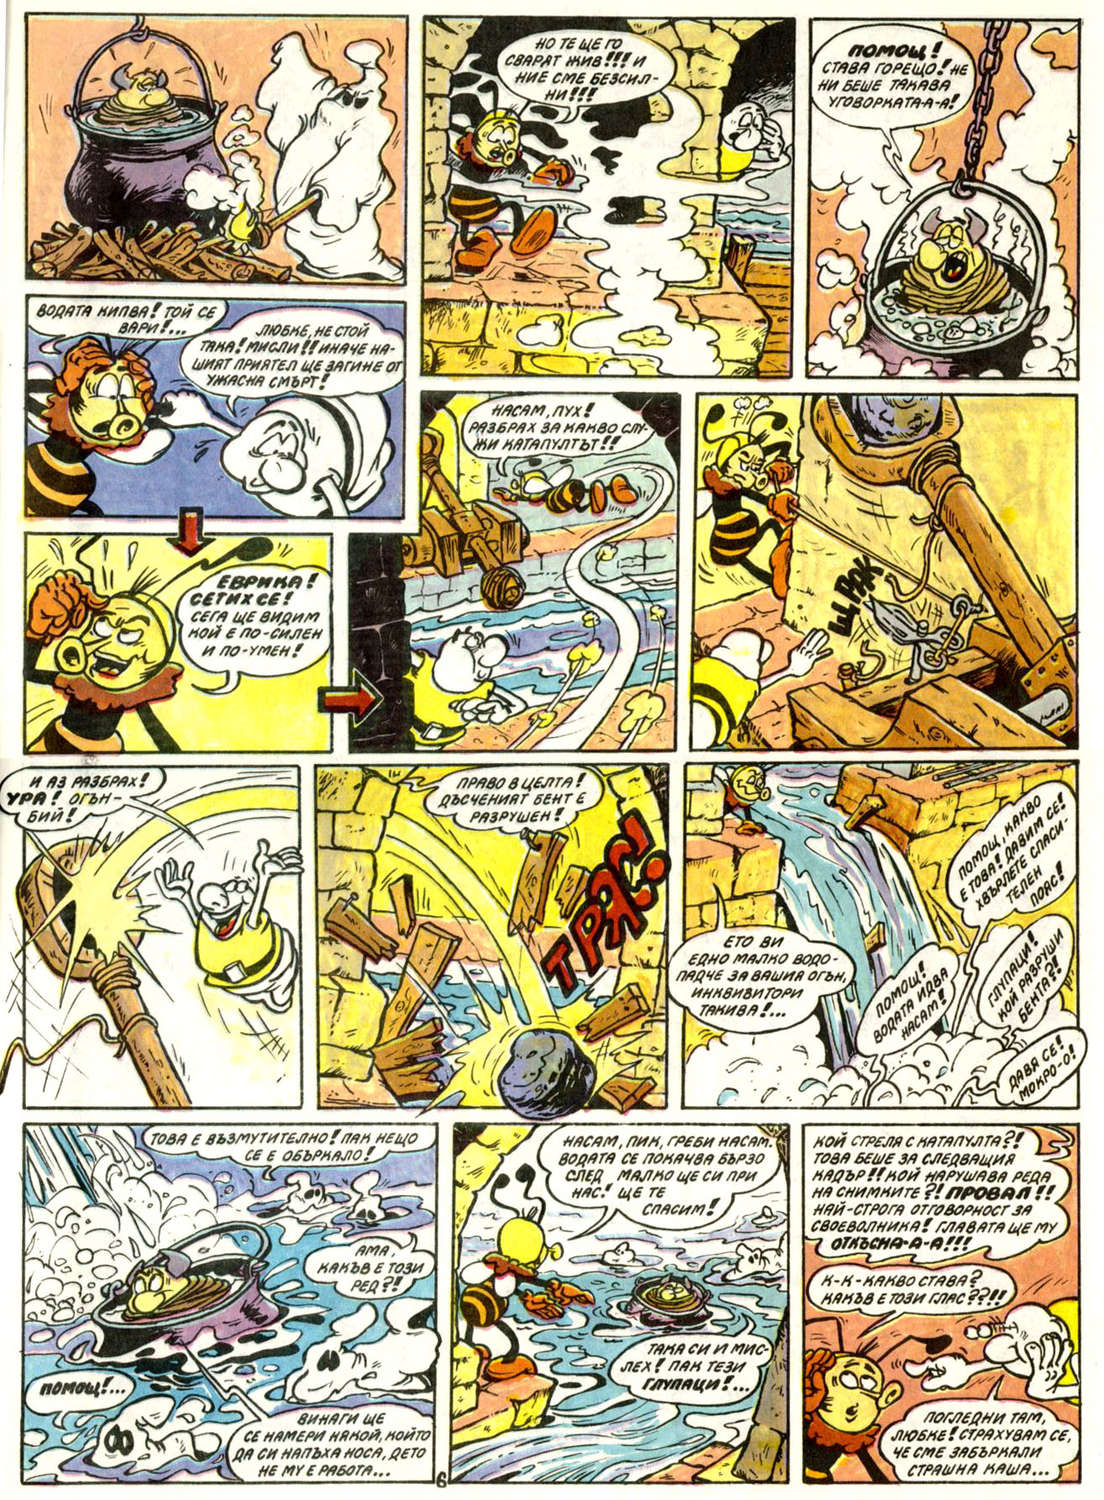 НО ТЕ ЩЕ ГО
СВАРАТ ЖИВ!!! И
НИЕ СМЕ БЕЗСИЛ-
НИ!!!
ПОМОЩ!
СТАВА ГОРЕЩО! НЕ
НИ БЕШЕ ТАКАВА
УГОВОРКАТА-А-А!
ВОДАТА КИПВА! ТОЙ СЕ
ВАРИ!...
ЛЮБКЕ, НЕ СТОЙ
ТАКА! МИСЛИ!! ИНАЧЕ НА-
ШИЯТ ПРИЯТЕЛ ЩЕ ЗАГИНЕ ОТ
УЖАСНА СМЪРТ!
ЕВРИКА!
СЕТИХ СЕ!
СЕГА ЩЕ ВИДИМ
КОЙ Е ПО-СИЛЕН
И ПО-УМЕН!
НАСАМ, ПУХ!
РАЗБРАХ ЗА КАКВО СЛУ-
ЖИ КАТАПУЛТЪТ!!
ЩРАК
И АЗ РАЗБРАХ!
УРА! ОГЪН-
БИЙ!
ПРАВО В ЦЕЛТА!
ДЪСЧЕНИЯТ БЕНТ Е
РАЗРУШЕН!
ТРЯС!
ЕТО ВИ
ЕДНО МАЛКО ВОДО-
ПАДЧЕ ЗА ВАШИЯ ОГЪН,
ИНКВИЗИТОРИ
ТАКИВА!...
ПОМОЩ, КАКВО
Е ТОВА! ДАВИМ СЕ!
ХВЪРЛЕТЕ СПАСИ-
ТЕЛЕН
ПОЯС!
ПОМОЩ!
ВОДАТА ИДВА
НАСАМ!
ГЛУПАЦИ!
КОЙ РАЗРУШИ
БЕНТА?!
ДАВЯ СЕ!
МОКРО-О!
ТОВА Е ВЪЗМУТИТЕЛНО! ПАК НЕЩО
СЕ Е ОБЪРКАЛО!
АМА,
КАКЪВ Е ТОЗИ
РЕД?!
ПОМОЩ!...
ВИНАГИ ЩЕ
СЕ НАМЕРИ НЯКОЙ, КОЙТО
ДА СИ НАПЪХА НОСА, ДЕТО
НЕ МУ Е РАБОТА...
НАСАМ, ПИК, ГРЕБИ НАСАМ.
ВОДАТА СЕ ПОКАЧВА БЪРЗО
СЛЕД МАЛКО ЩЕ СИ ПРИ
НАС! ЩЕ ТЕ
СПАСИМ!
ТАКА СИ И МИС-
ЛЕХ! ПАК ТЕЗИ
ГЛУПАЦИ!...
КОЙ СТРЕЛЯ С КАТАПУЛТА?!
ТОВА БЕШЕ ЗА СЛЕДВАЩИЯ
КАДЪР!! КОЙ НАРУШАВА РЕДА
НА СНИМКИТЕ?! ПРОВАЛ!!
НАЙ-СТРОГА ОТГОВОРНОСТ ЗА
СВОЕВОЛНИКА! ГЛАВАТА ЩЕ МУ
ОТКЪСНА-А-А!!!
К-К-КАКВО СТАВА?
КАКЪВ Е ТОЗИ ГЛАС??!!
ПОГЛЕДНИ ТАМ,
ЛЮБКЕ! СТРАХУВАМ СЕ,
ЧЕ СМЕ ЗАБЪРКАЛИ
СТРАШНА КАША...
6